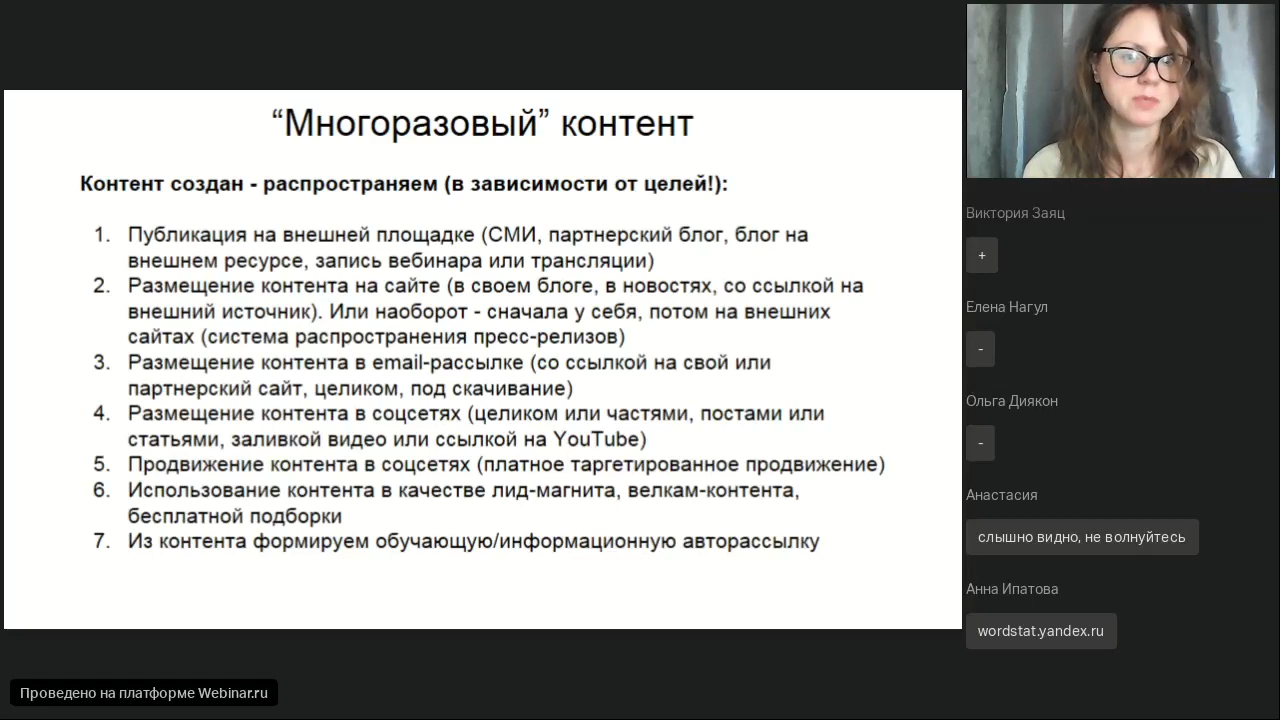 “Многоразовый” контент
Контент создан - распространяем (в зависимости от целей!):
1. Публикация на внешней площадке (СМИ, партнерский блог, блог на
внешнем ресурсе, запись вебинара или трансляции)
2. Размещение контента на сайте (в своем блоге, в новостях, со ссылкой на
внешний источник). Или наоборот - сначала у себя, потом на внешних
сайтах (система распространения пресс-релизов)
3. Размещение контента в email-рассылке (со ссылкой на свой или
партнерский сайт, целиком, под скачивание)
4. Размещение контента в соцсетях (целиком или частями, постами или
статьями, заливкой видео или ссылкой на YouTube)
5. Продвижение контента в соцсетях (платное таргетированное продвижение)
6. Использование контента в качестве лид-магнита, велкам-контента,
бесплатной подборки
7. Из контента формируем обучающую/информационную авторассылку
Виктория Заяц
+
Елена Нагул
-
Ольга Диякон
-
Анастасия
слышно видно, не волнуйтесь
Анна Ипатова
wordstat.yandex.ru
Проведено на платформе Webinar.ru